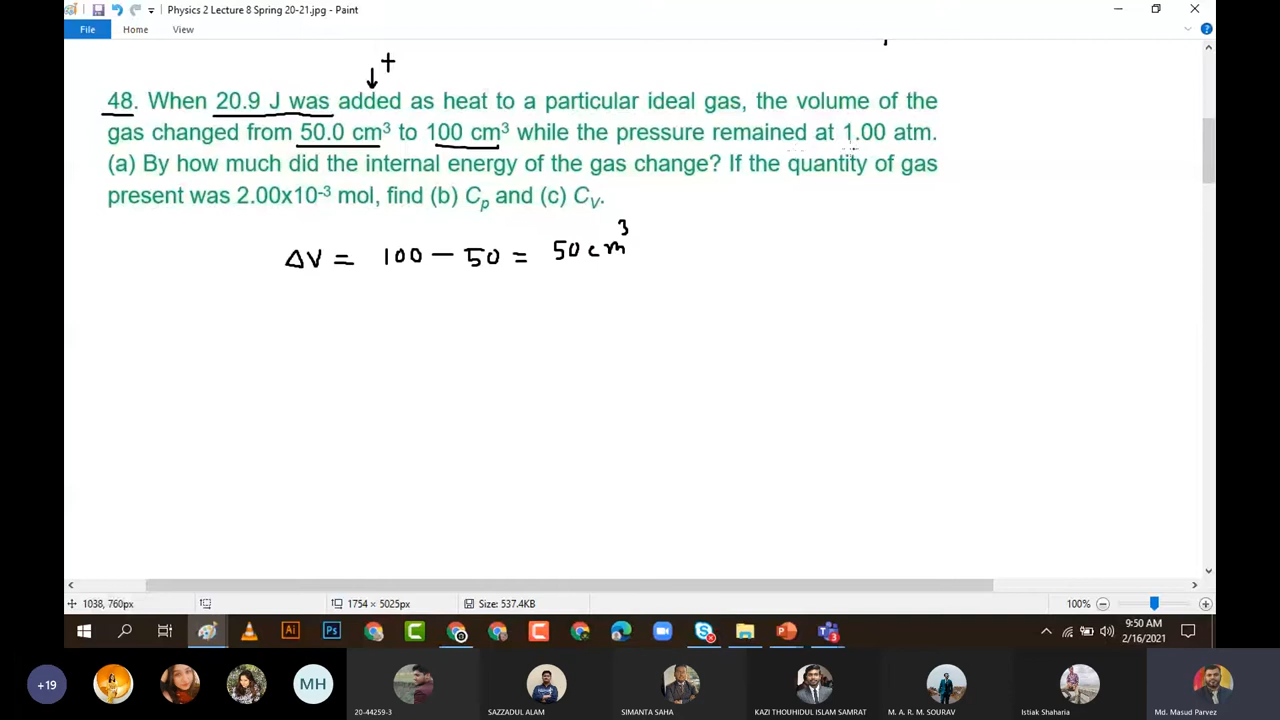 Physics 2 Lecture 8 Spring 20-21.jpg - Paint
File Home View
+
48. When 20.9 J was added as heat to a particular ideal gas, the volume of the
gas changed from 50.0 cm³ to 100 cm³ while the pressure remained at 1.00 atm.
(a) By how much did the internal energy of the gas change? If the quantity of gas
present was 2.00x10⁻³ mol, find (b) Cp and (c) CV.
ΔV = 100 - 50 = 50 cm³
1038, 760px 1754 × 5025px Size: 537.4KB 100%
Ai Ps C
9:50 AM
2/16/2021
+19 MH
20-44259-3 SAZZADUL ALAM SIMANTA SAHA KAZI THOUHIDUL ISLAM SAMRAT M. A. R. M. SOURAV Istiak Shaharia Md. Masud Parvez